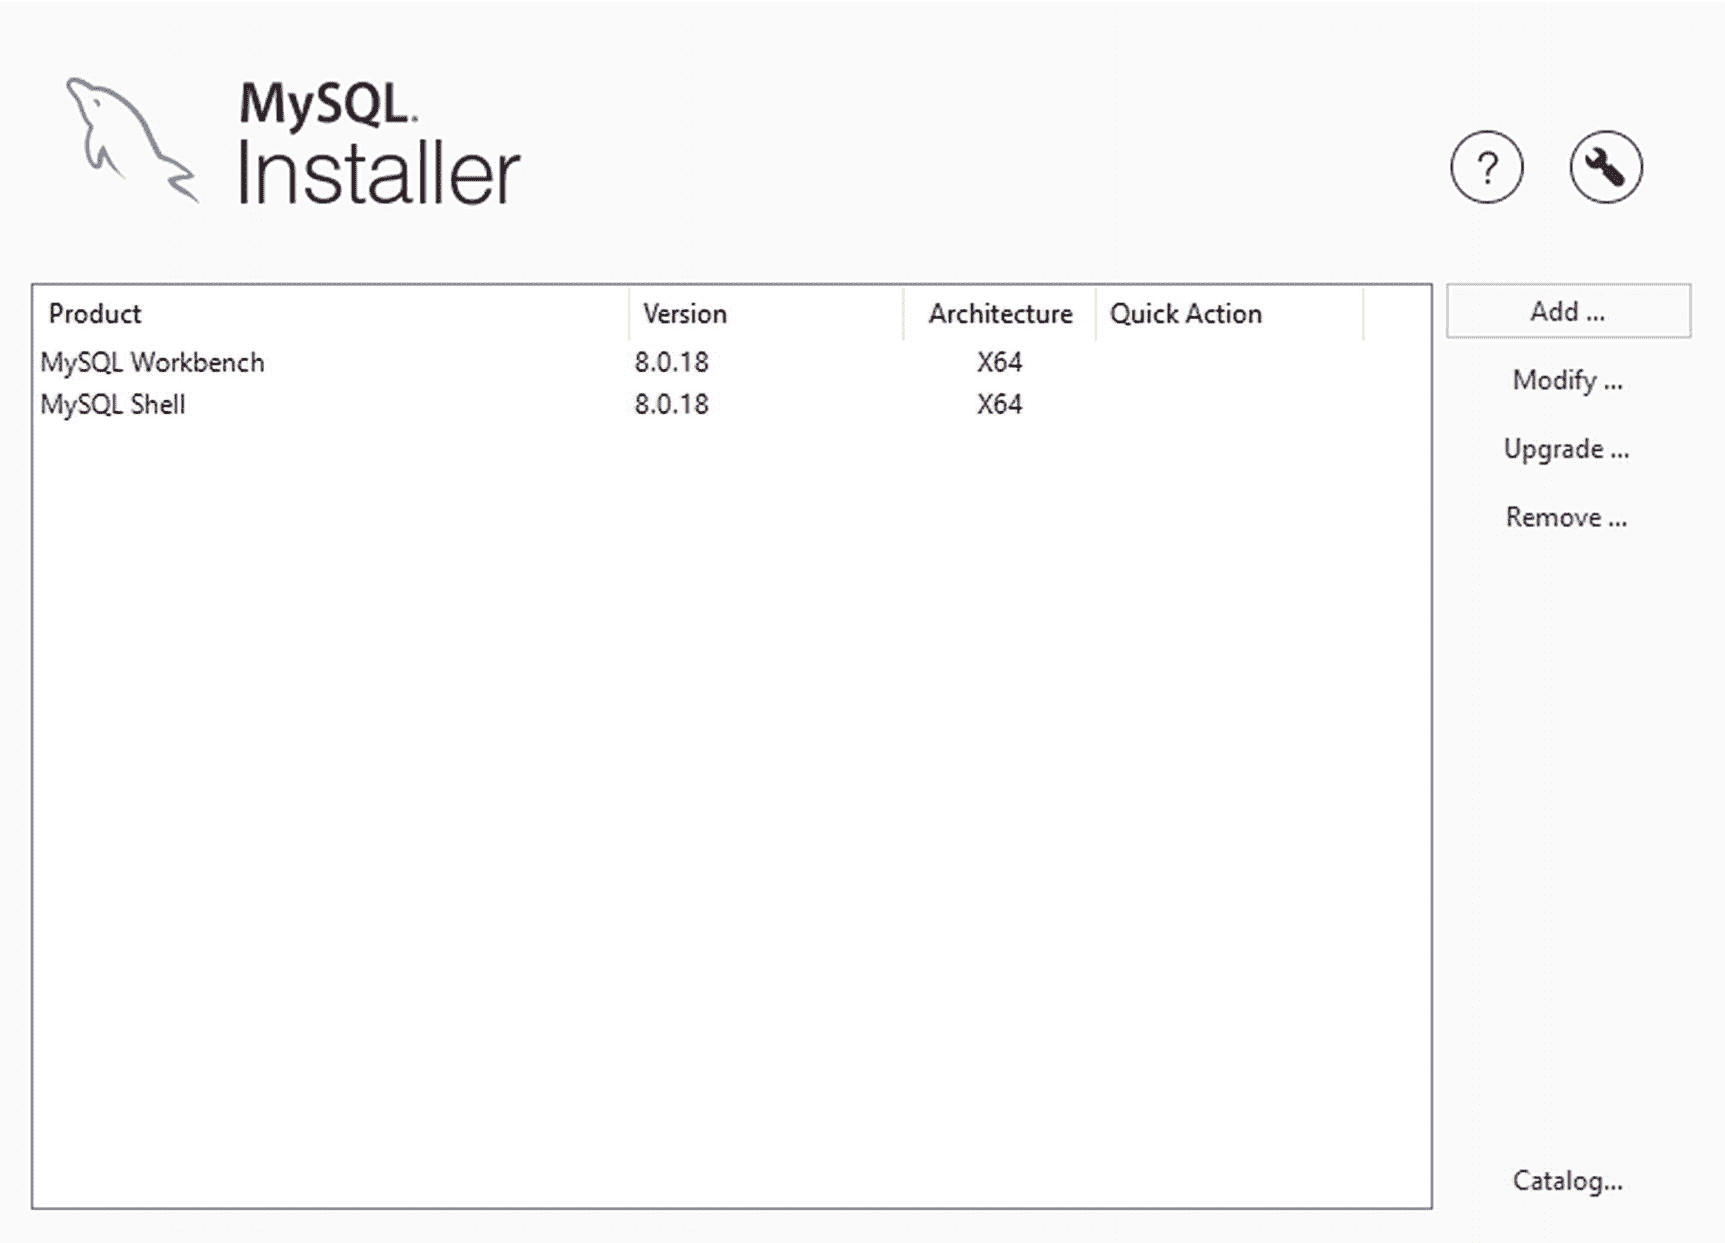 MySQL.
Installer
?
Product Version Architecture Quick Action
MySQL Workbench 8.0.18 X64
MySQL Shell 8.0.18 X64
Add ...
Modify ...
Upgrade ...
Remove ...
Catalog...